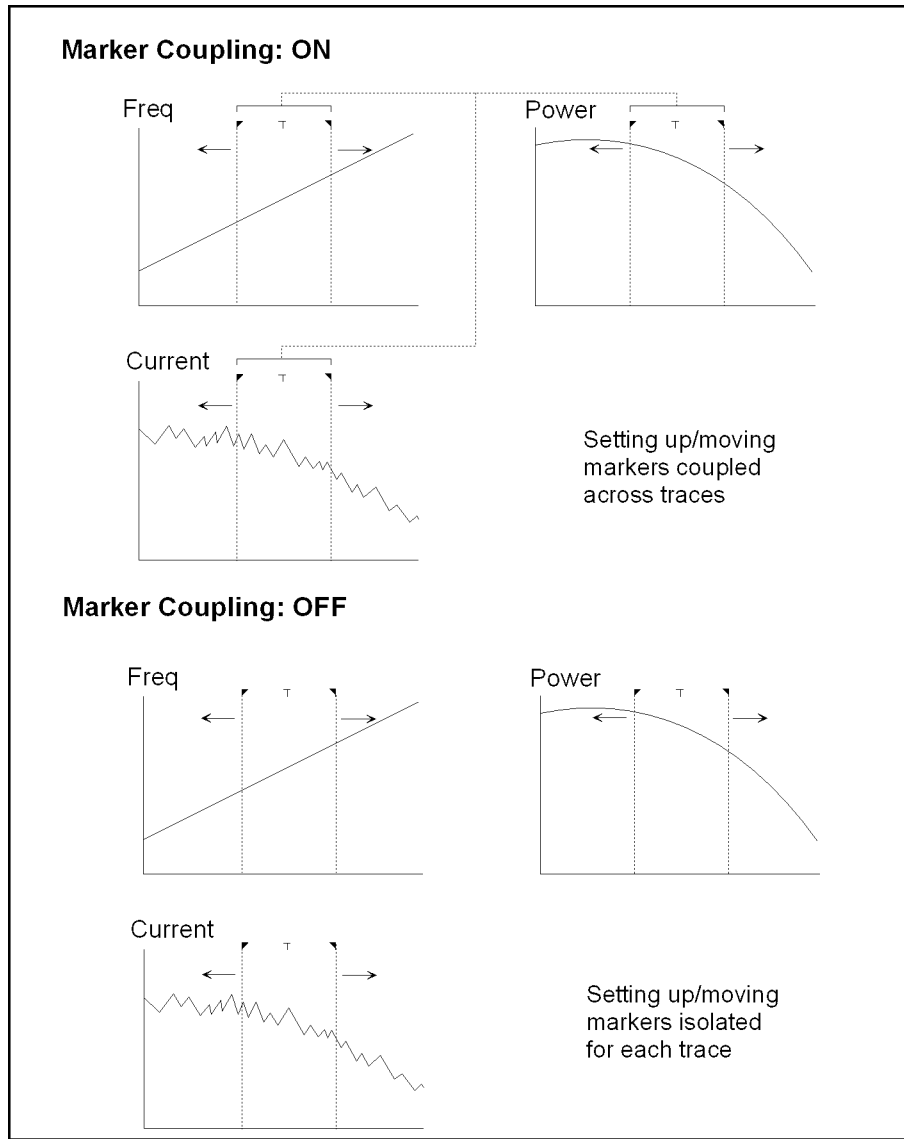 Marker Coupling: ON
Freq
Power
Current
Setting up/moving
markers coupled
across traces
Marker Coupling: OFF
Freq
Power
Current
Setting up/moving
markers isolated
for each trace